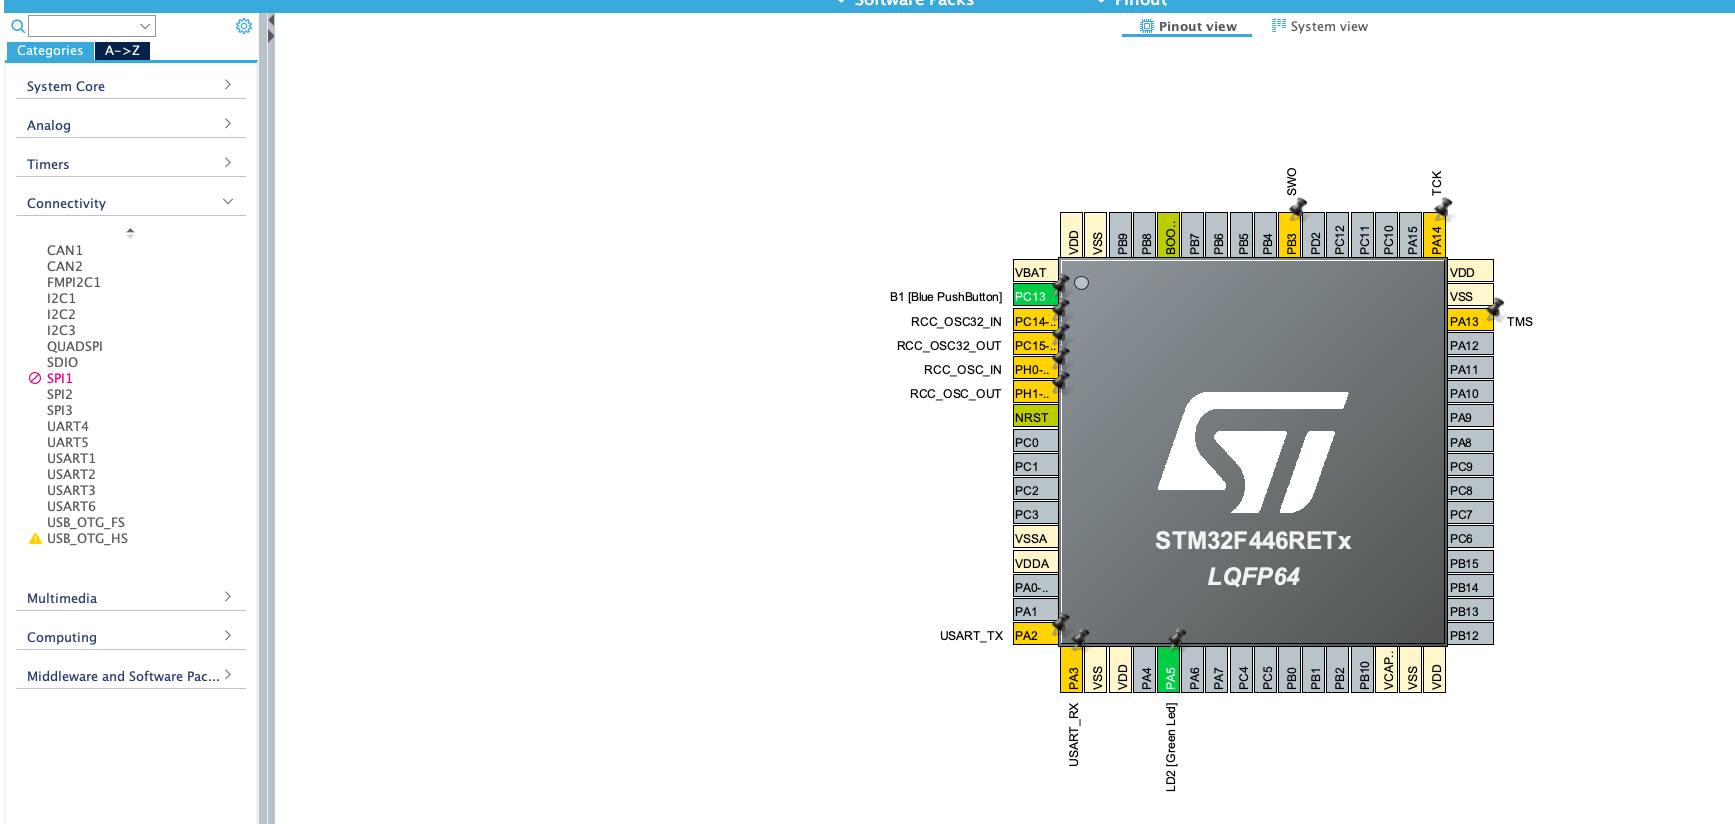 Software Packs
Pinout
Pinout view
System view
Categories
A->Z
System Core
Analog
Timers
Connectivity
CAN1
CAN2
FMPI2C1
I2C1
I2C2
I2C3
QUADSPI
SDIO
SPI1
SPI2
SPI3
UART4
UART5
USART1
USART2
USART3
USART6
USB_OTG_FS
USB_OTG_HS
Multimedia
Computing
Middleware and Software Pac...
SWO
TCK
VDD
VSS
PB9
PB8
BOO..
PB7
PB6
PB5
PB4
PB3
PD2
PC12
PC11
PC10
PA15
PA14
VBAT
B1 [Blue PushButton] PC13
RCC_OSC32_IN PC14-..
RCC_OSC32_OUT PC15-..
RCC_OSC_IN PH0-..
RCC_OSC_OUT PH1-..
NRST
PC0
PC1
PC2
PC3
VSSA
VDDA
PA0-..
PA1
USART_TX PA2
ST
STM32F446RETx
LQFP64
VDD
VSS
PA13 TMS
PA12
PA11
PA10
PA9
PA8
PC9
PC8
PC7
PC6
PB15
PB14
PB13
PB12
PA3
VSS
VDD
PA4
PA5
PA6
PA7
PC4
PC5
PB0
PB1
PB2
PB10
VCAP..
VSS
VDD
USART_RX
LD2 [Green Led]